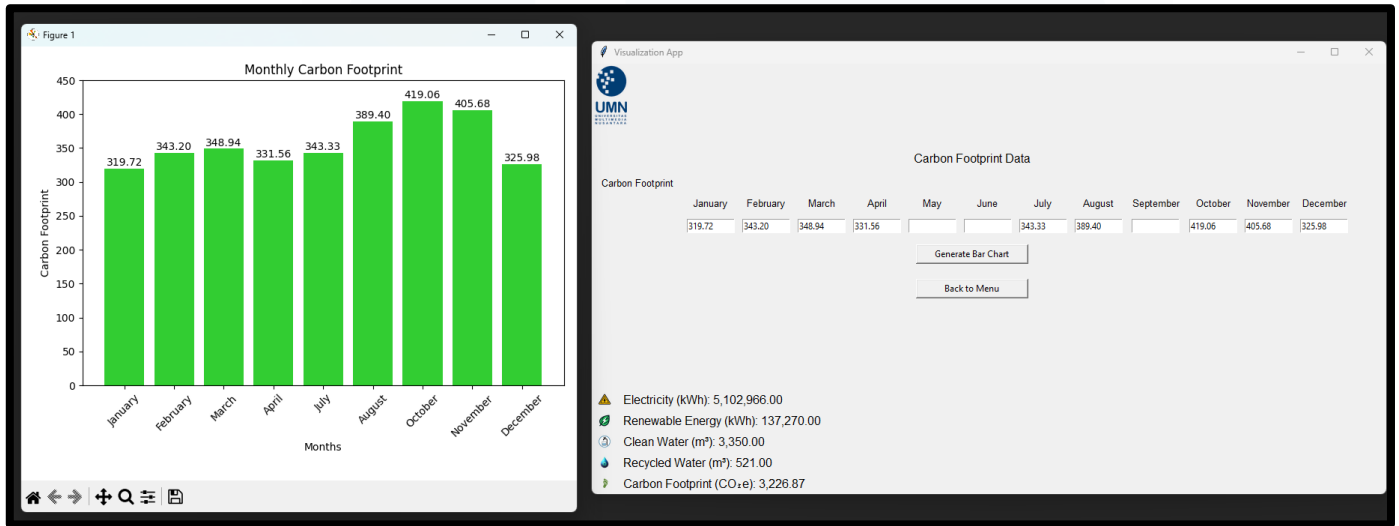 Figure 1
Monthly Carbon Footprint
450
400
350
300
250
200
150
100
50
0
Carbon Footprint
319.72
343.20
348.94
331.56
343.33
389.40
419.06
405.68
325.98
January
February
March
April
July
August
October
November
December
Months
Visualization App
UMN
UNIVERSITAS
MULTIMEDIA
NUSANTARA
Carbon Footprint Data
Carbon Footprint
January February March April May June July August September October November December
319.72 343.20 348.94 331.56 343.33 389.40 419.06 405.68 325.98
Generate Bar Chart
Back to Menu
Electricity (kWh): 5,102,966.00
Renewable Energy (kWh): 137,270.00
Clean Water (m³): 3,350.00
Recycled Water (m³): 521.00
Carbon Footprint (CO₂e): 3,226.87